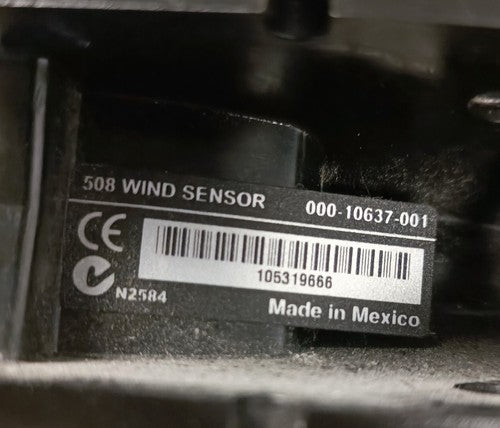 508 WIND SENSOR 000-10637-001
CE
105319666
N2584
Made in Mexico